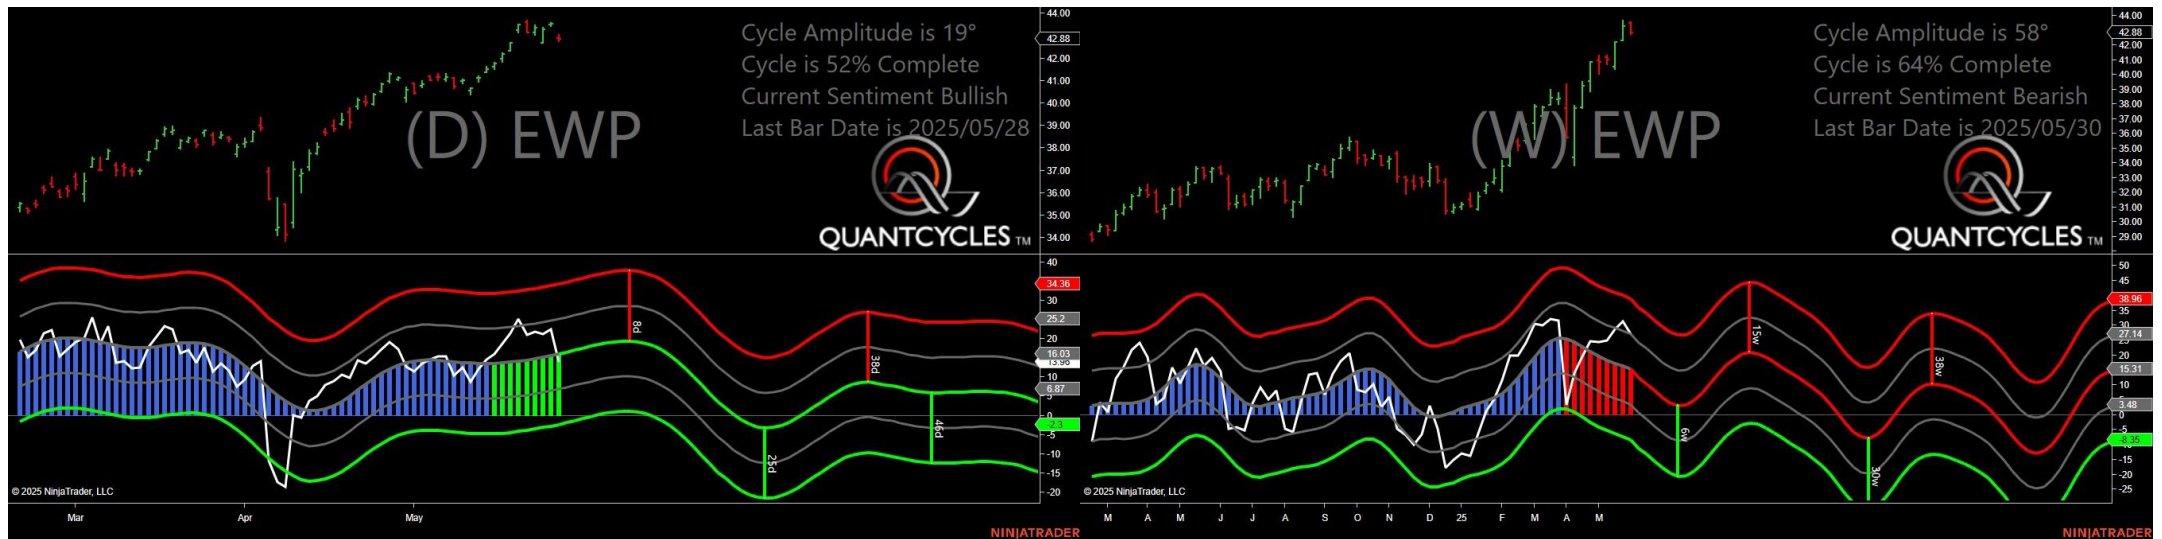 Cycle Amplitude is 19°
Cycle is 52% Complete
Current Sentiment Bullish
Last Bar Date is 2025/05/28
(D) EWP
QUANTCYCLES TM
44.00
42.88
42.00
41.00
40.00
39.00
38.00
37.00
36.00
35.00
34.00
40
34.36
30
25.2
16.03
13.96
10
6.87
0
-2.3
-5
-10
-15
-20
8d
25d
38d
46d
© 2025 NinjaTrader, LLC
Mar
Apr
May
NINJATRADER
Cycle Amplitude is 58°
Cycle is 64% Complete
Current Sentiment Bearish
Last Bar Date is 2025/05/30
(W) EWP
QUANTCYCLES TM
44.00
42.88
42.00
41.00
40.00
39.00
38.00
37.00
36.00
35.00
34.00
33.00
32.00
31.00
30.00
29.00
50
45
38.96
35
27.14
20
15.31
10
3.48
0
-5
-8.35
-15
-20
-25
6w
15w
30w
38w
© 2025 NinjaTrader, LLC
M A M J J A S O N D 25 F M A M
NINJATRADER